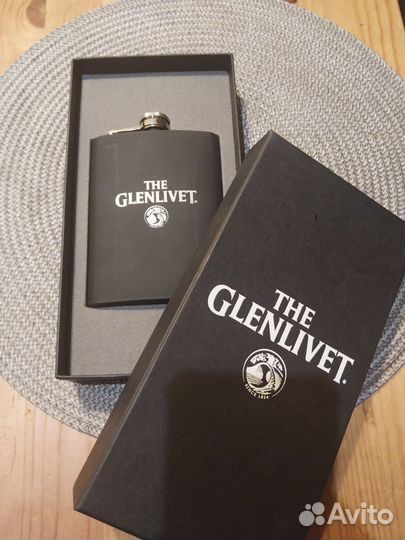 THE
GLENLIVET.
THE
GLENLIVET.
SINCE 1824
Avito